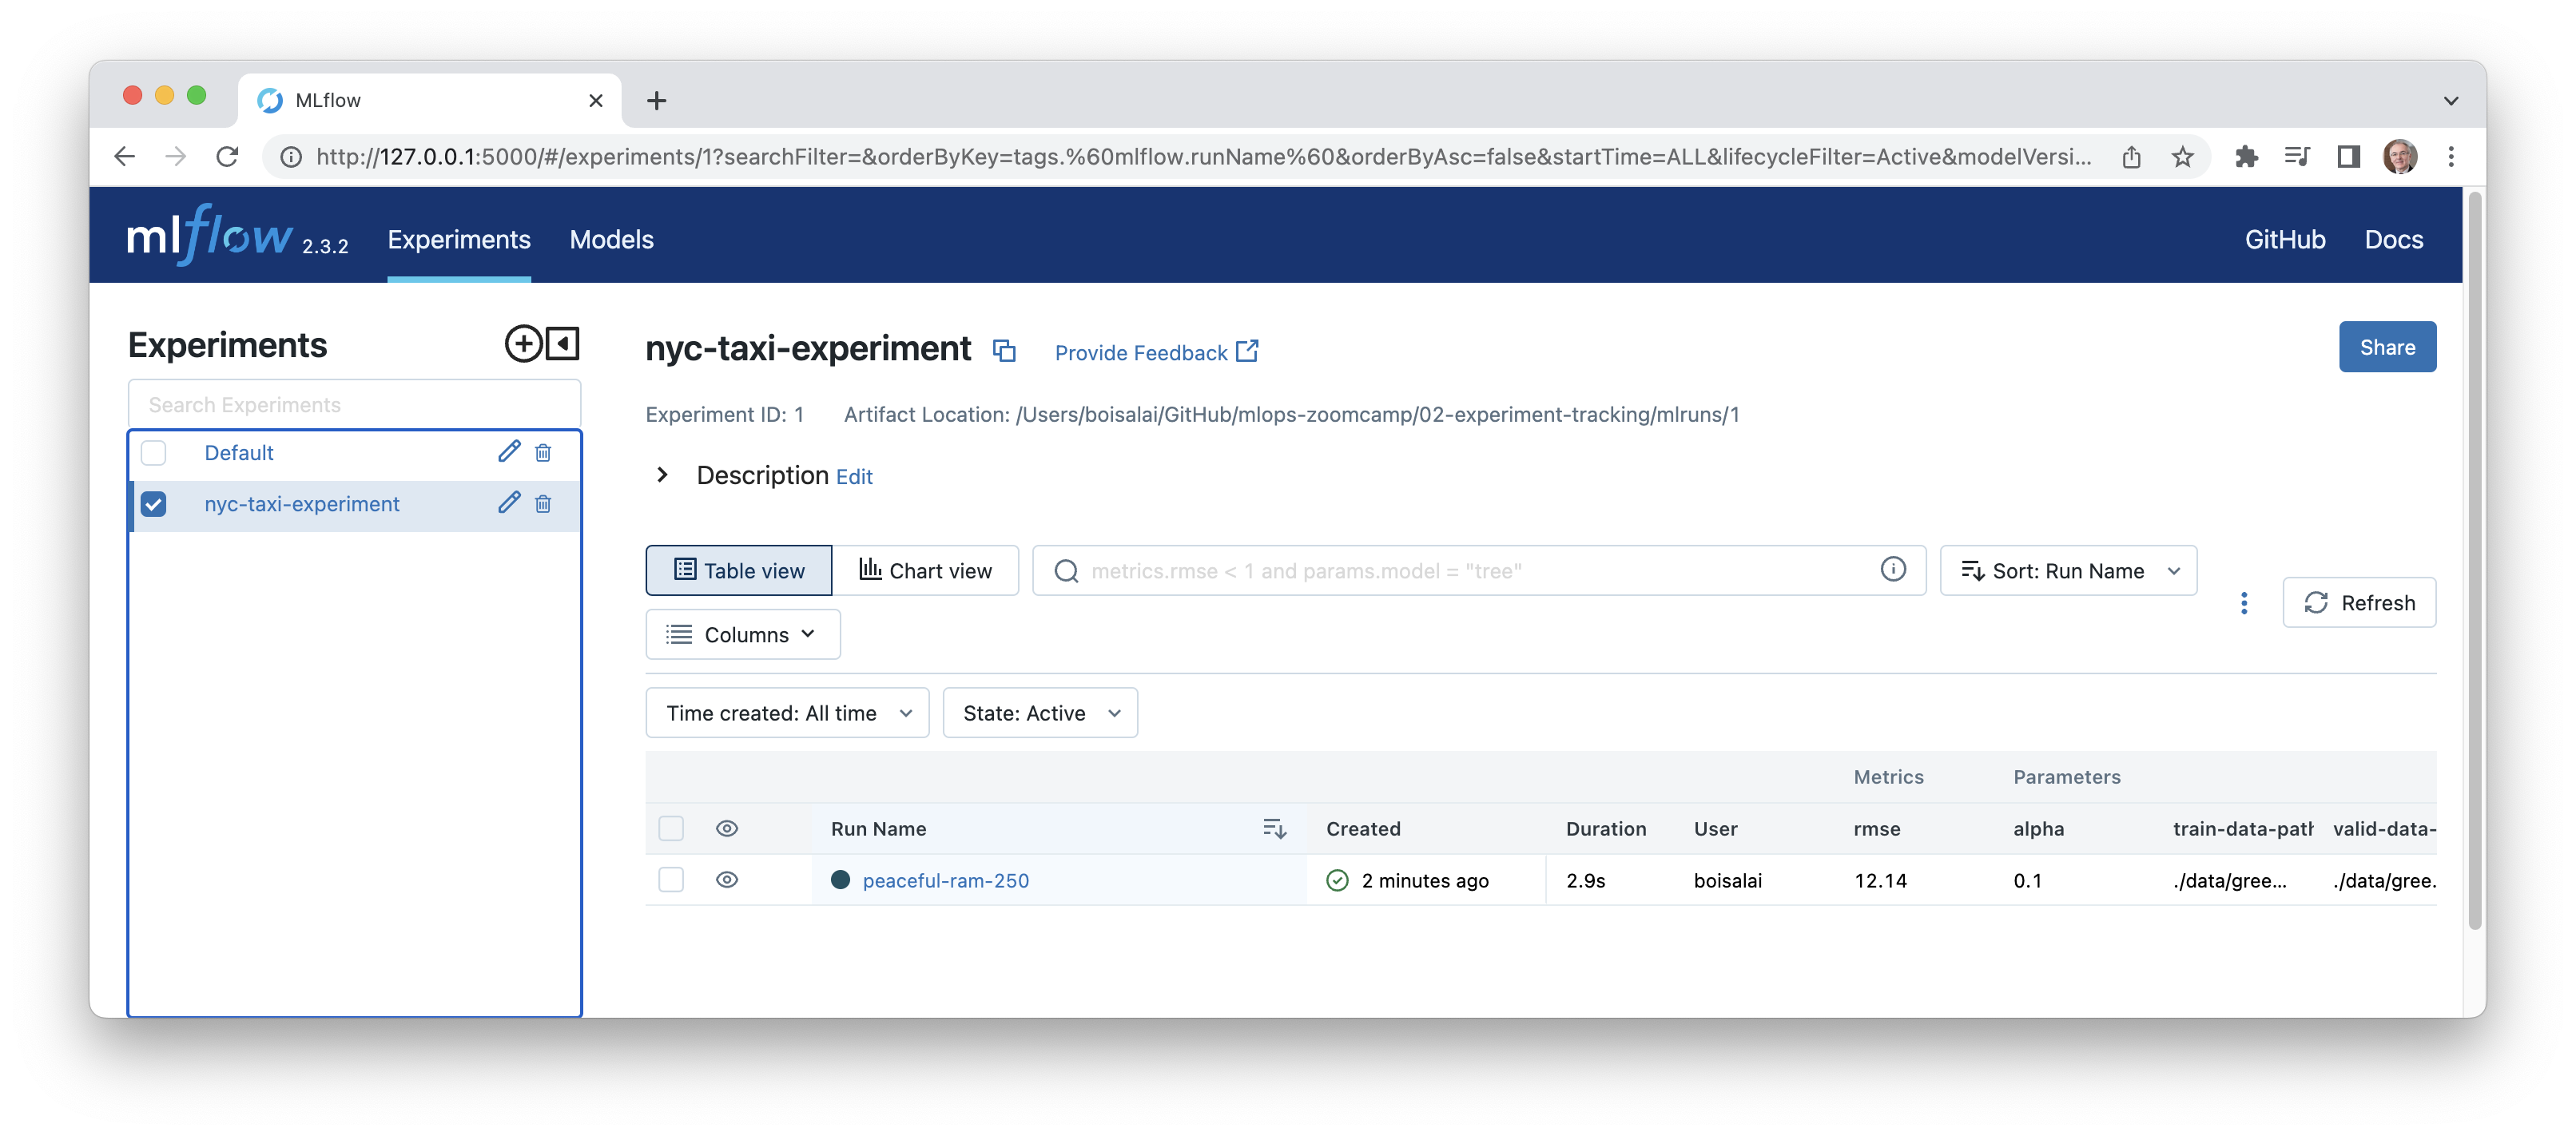 MLflow
http://127.0.0.1:5000/#/experiments/1?searchFilter=&orderByKey=tags.%60mlflow.runName%60&orderByAsc=false&startTime=ALL&lifecycleFilter=Active&modelVersi...
mlflow 2.3.2 Experiments Models GitHub Docs
Experiments
Search Experiments
Default
nyc-taxi-experiment
nyc-taxi-experiment Provide Feedback Share
Experiment ID: 1 Artifact Location: /Users/boisalai/GitHub/mlops-zoomcamp/02-experiment-tracking/mlruns/1
Description Edit
Table view Chart view metrics.rmse < 1 and params.model = "tree" Sort: Run Name
Refresh
Columns
Time created: All time State: Active
Metrics Parameters
Run Name Created Duration User rmse alpha train-data-path valid-data-
peaceful-ram-250 2 minutes ago 2.9s boisalai 12.14 0.1 ./data/gree... ./data/gree.